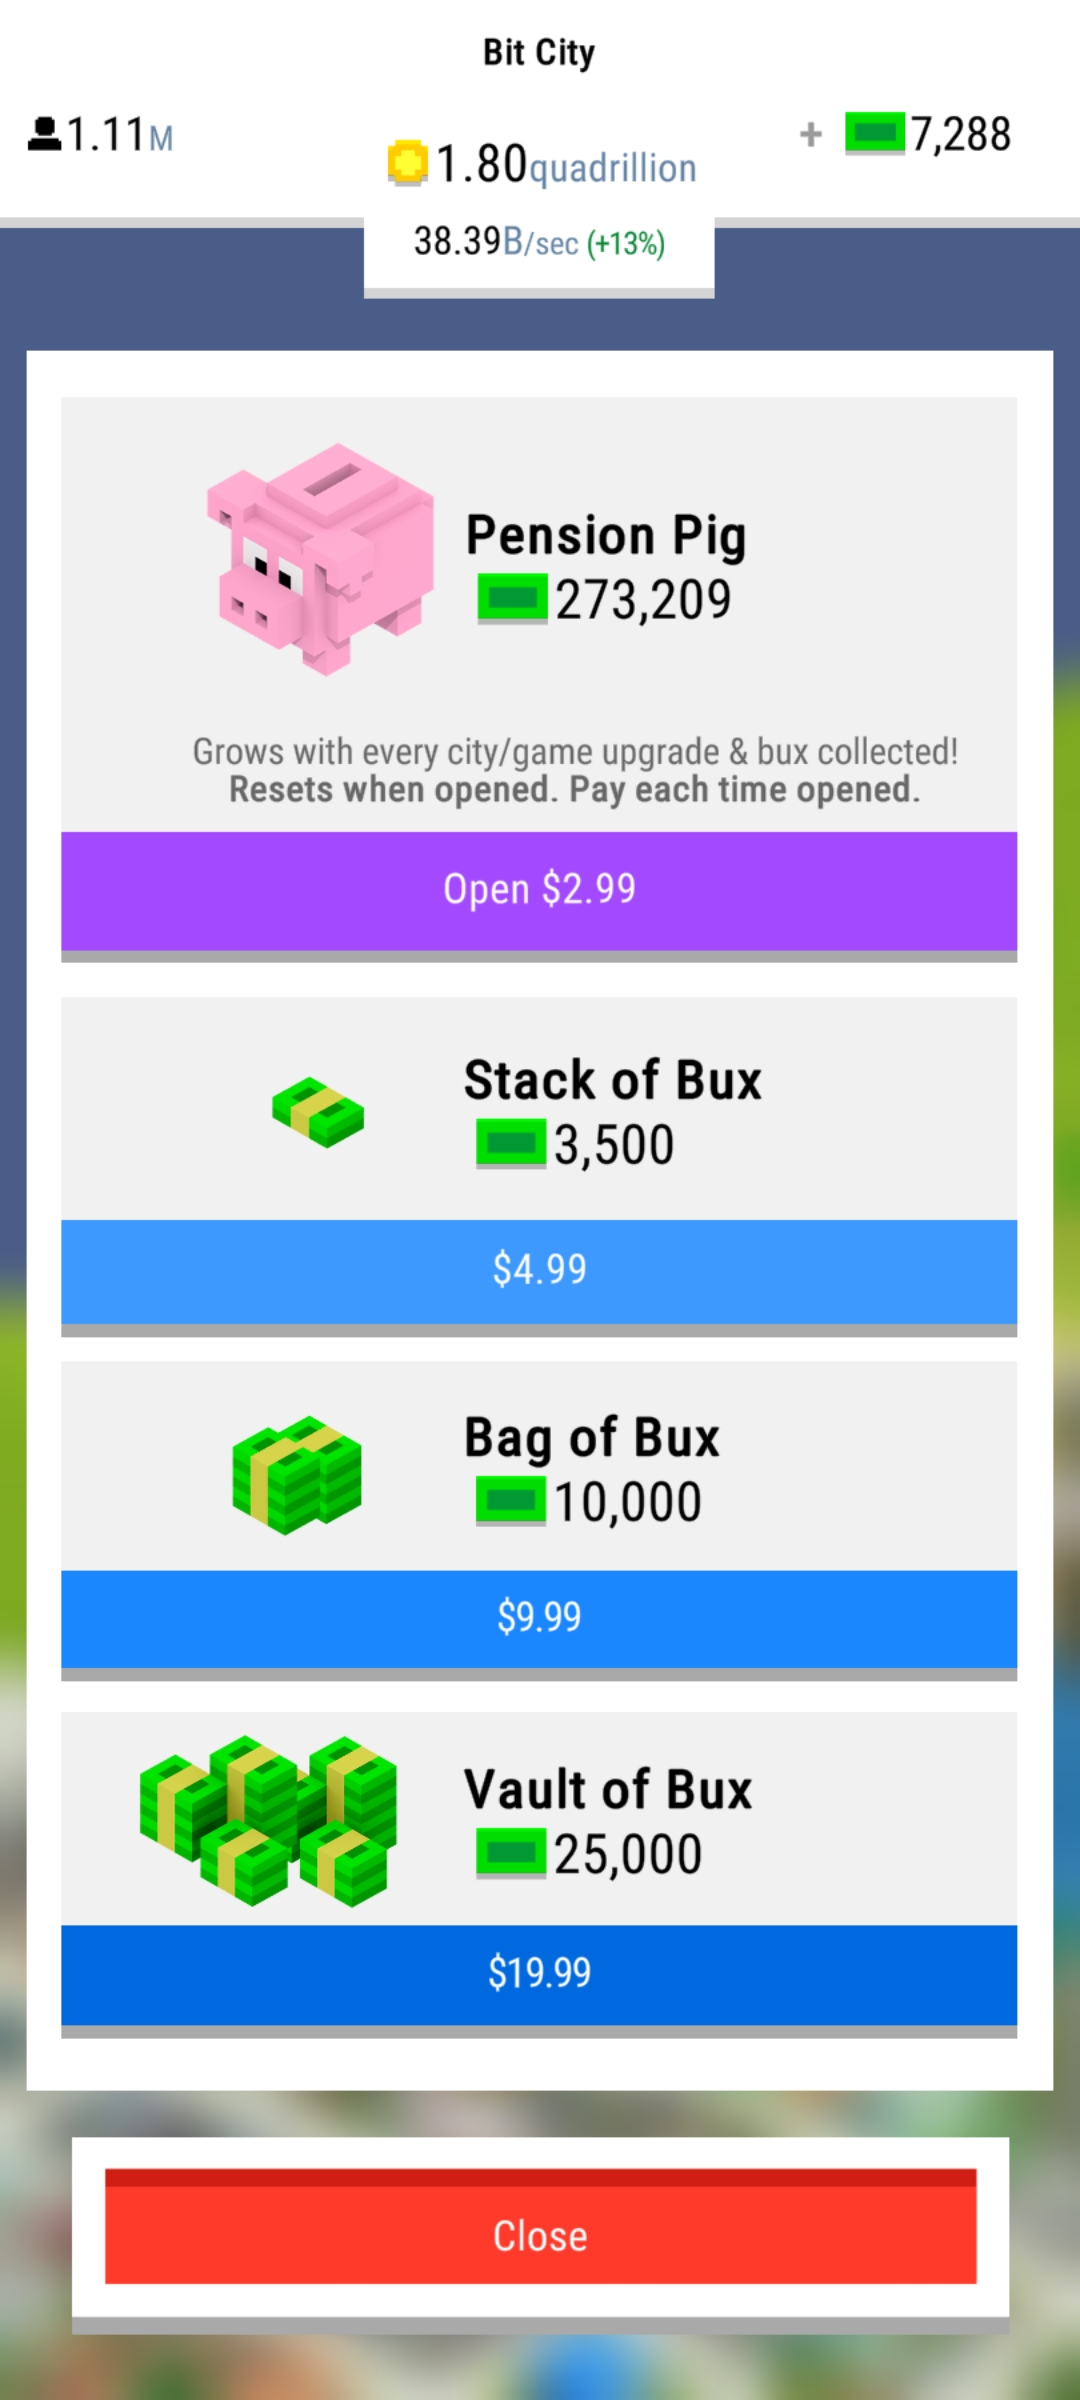 Bit City
1.11M
1.80quadrillion
+ 7,288
38.39B/sec (+13%)
Pension Pig
273,209
Grows with every city/game upgrade & bux collected!
Resets when opened. Pay each time opened.
Open $2.99
Stack of Bux
3,500
$4.99
Bag of Bux
10,000
$9.99
Vault of Bux
25,000
$19.99
Close